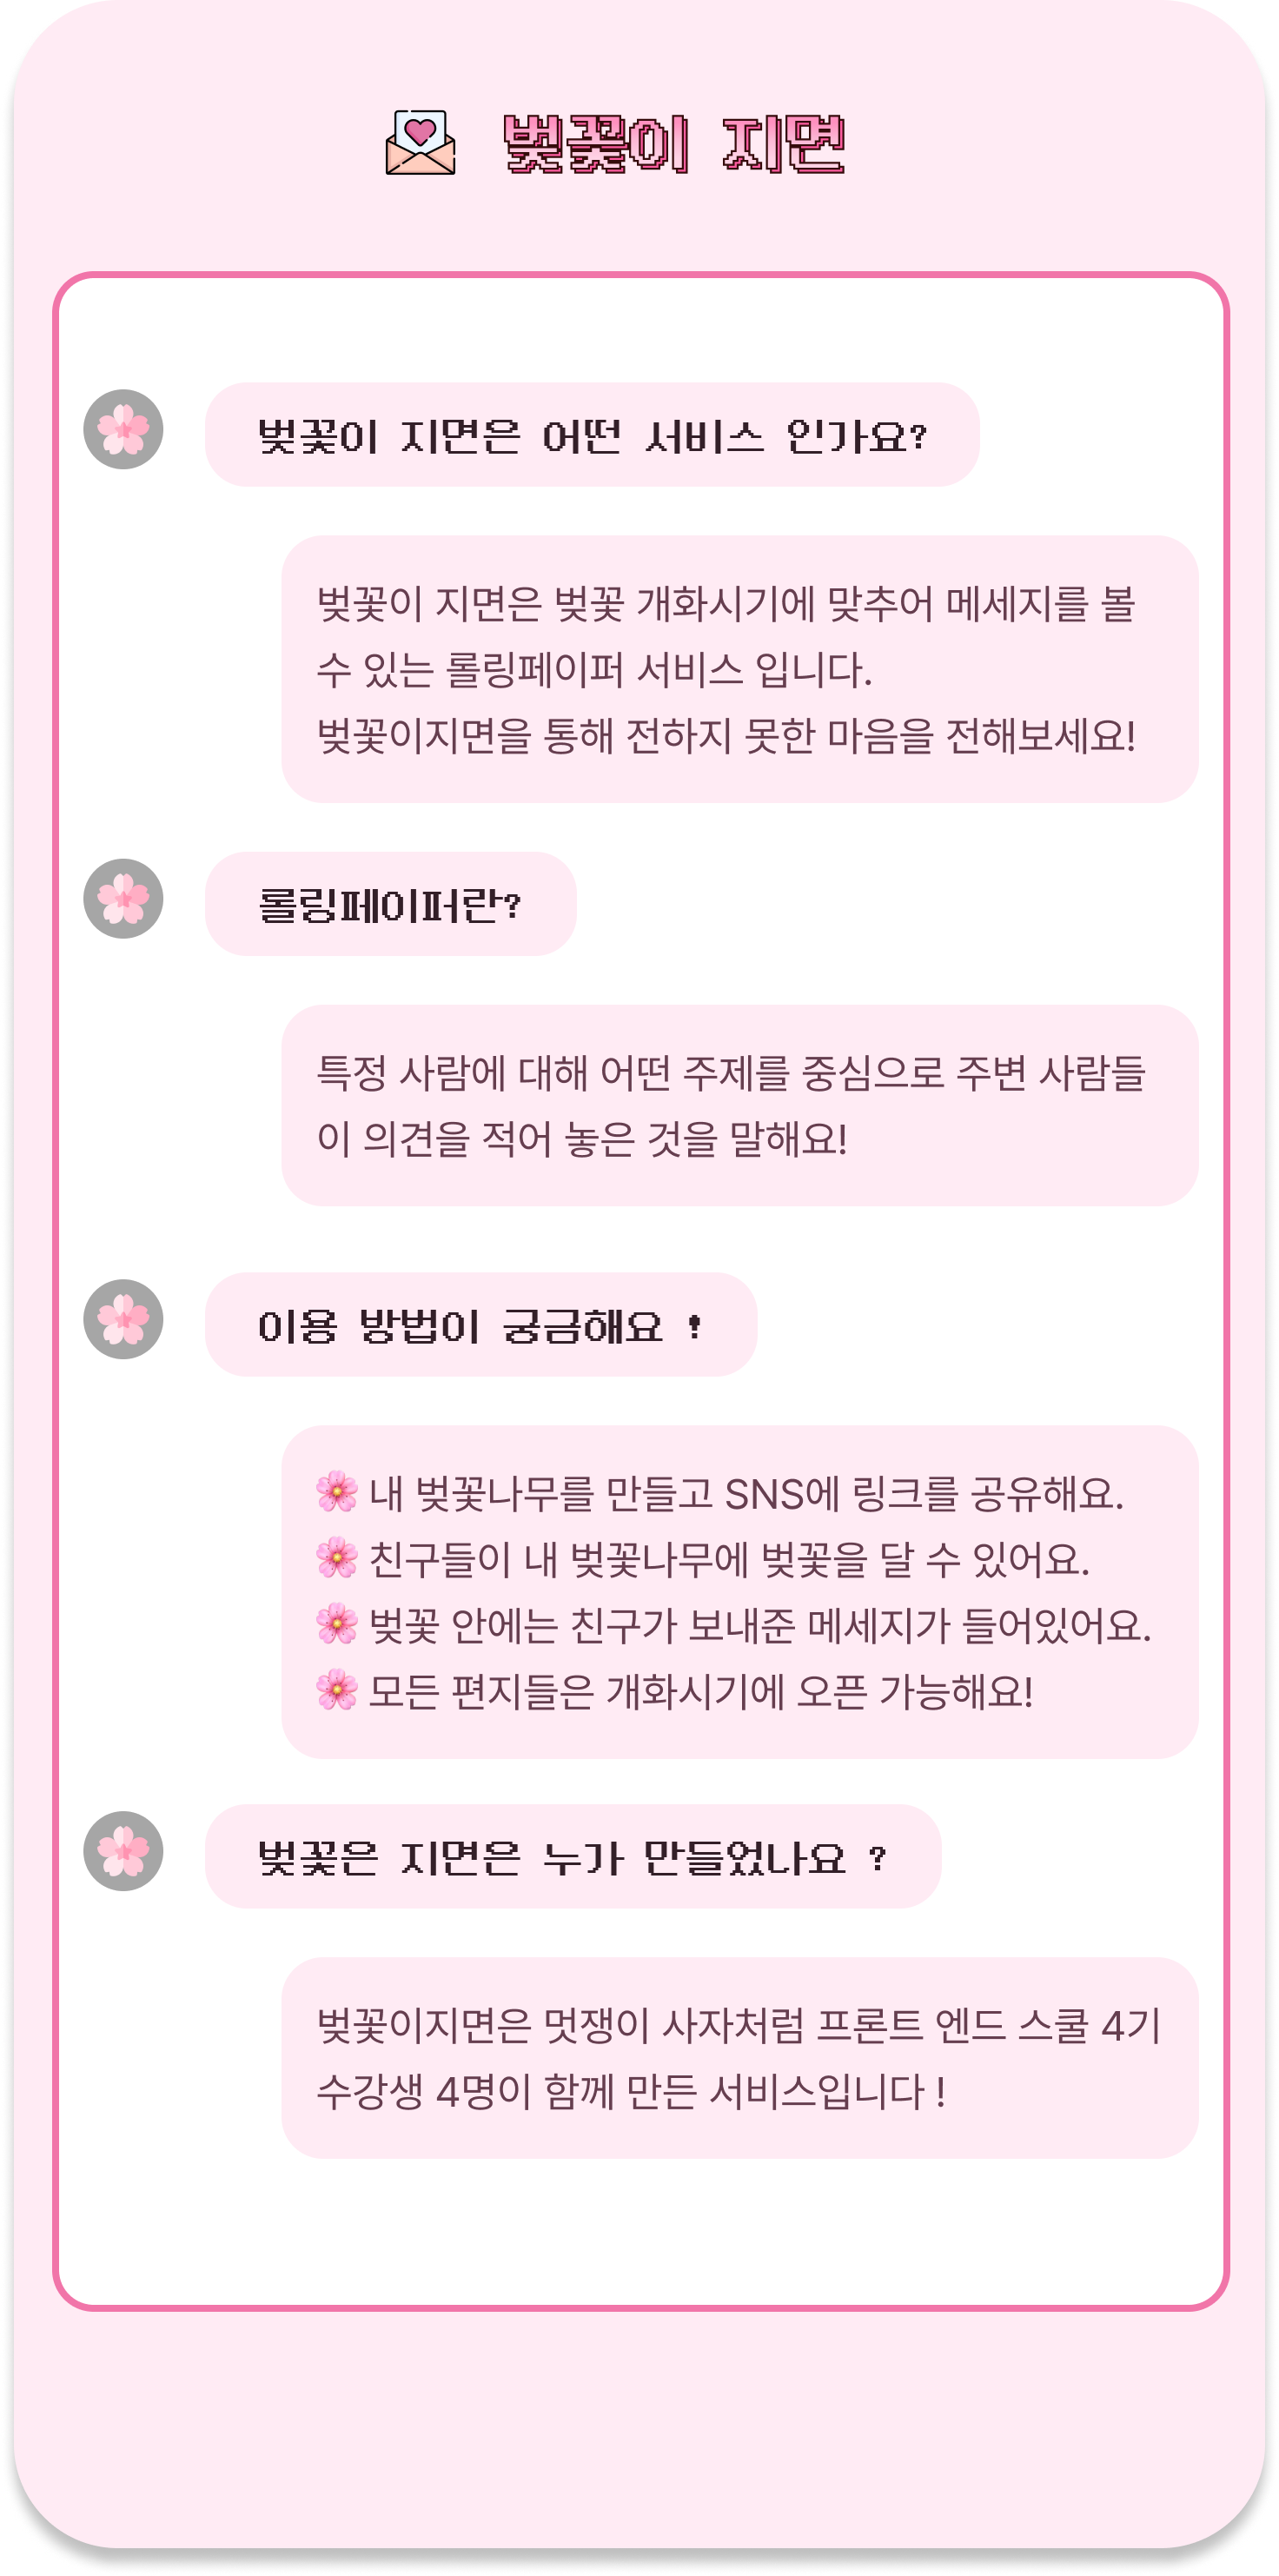 벚꽃이 지면
벚꽃이 지면은 어떤 서비스 인가요?
벚꽃이 지면은 벚꽃 개화시기에 맞추어 메세지를 볼
수 있는 롤링페이퍼 서비스 입니다.
벚꽃이지면을 통해 전하지 못한 마음을 전해보세요!
롤링페이퍼란?
특정 사람에 대해 어떤 주제를 중심으로 주변 사람들
이 의견을 적어 놓은 것을 말해요!
이용 방법이 궁금해요 !
🌸 내 벚꽃나무를 만들고 SNS에 링크를 공유해요.
🌸 친구들이 내 벚꽃나무에 벚꽃을 달 수 있어요.
🌸 벚꽃 안에는 친구가 보내준 메세지가 들어있어요.
🌸 모든 편지들은 개화시기에 오픈 가능해요!
벚꽃은 지면은 누가 만들었나요 ?
벚꽃이지면은 멋쟁이 사자처럼 프론트 엔드 스쿨 4기
수강생 4명이 함께 만든 서비스입니다 !